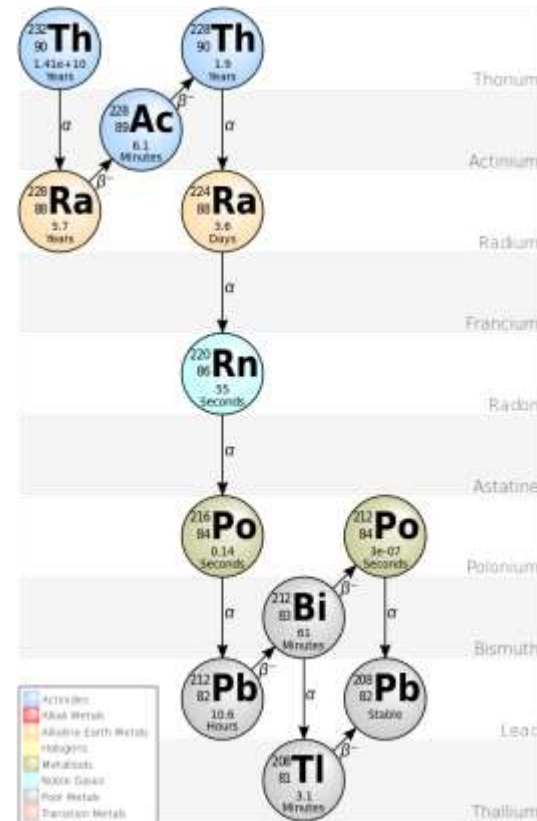 232
90
Th
1.41e+10
Years
228
90
Th
1.9
Years
Thorium
α
228
89
Ac
6.1
Minutes
β⁻
β⁻
α
Actinium
228
88
Ra
5.7
Years
224
88
Ra
3.6
Days
Radium
α
Francium
220
86
Rn
55
Seconds
Radon
α
Astatine
216
84
Po
0.14
Seconds
212
84
Po
3e-07
Seconds
Polonium
α
212
83
Bi
61
Minutes
β⁻
β⁻
α
α
Bismuth
212
82
Pb
10.6
Hours
208
82
Pb
Stable
Lead
β⁻
208
81
Tl
3.1
Minutes
Thallium
Actinides
Alkali Metals
Alkaline Earth Metals
Halogens
Metalloids
Noble Gases
Poor Metals
Transition Metals